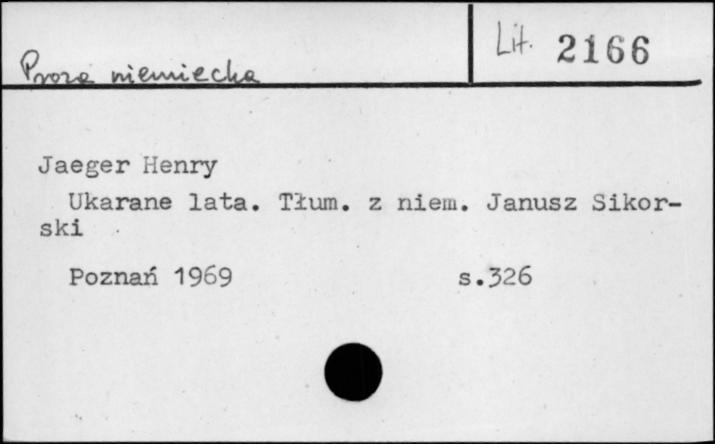 Proza niemiecka
Lit. 2166
Jaeger Henry
Ukarane lata. Tłum. z niem. Janusz Sikor-
ski
Poznań 1969 s.326